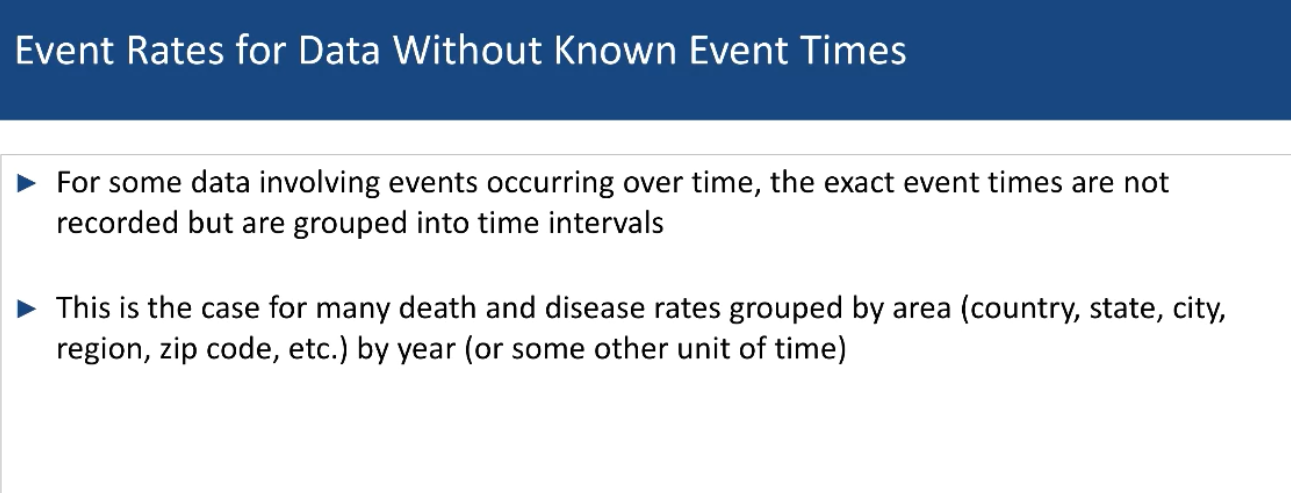 Event Rates for Data Without Known Event Times
► For some data involving events occurring over time, the exact event times are not
recorded but are grouped into time intervals
► This is the case for many death and disease rates grouped by area (country, state, city,
region, zip code, etc.) by year (or some other unit of time)